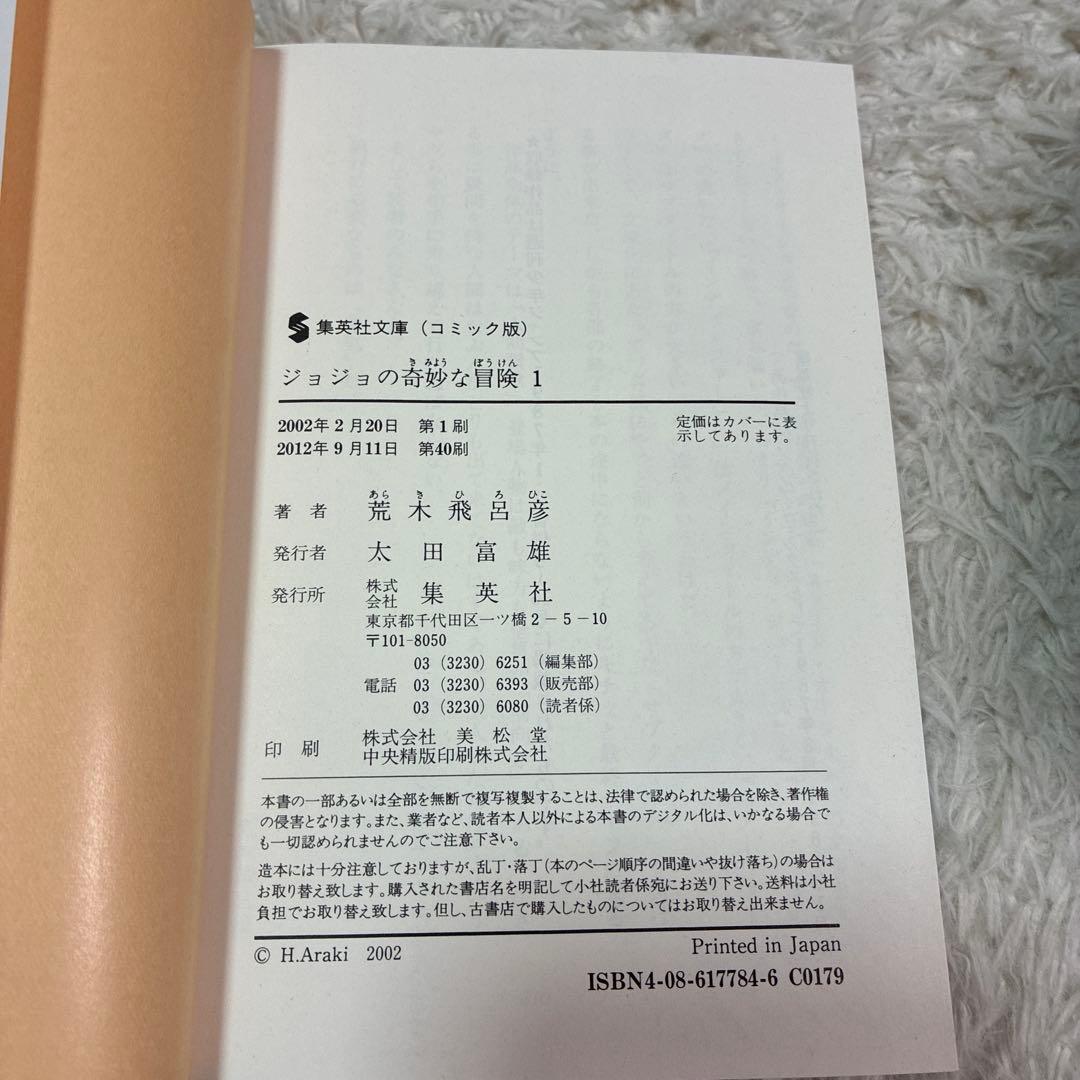 集英社文庫（コミック版）
き みよう ぼうけん
ジョジョの奇妙な冒険 1
2002年2月20日 第1刷
2012年9月11日 第40刷
定価はカバーに表
示してあります。
あら き ひ ろ ひこ
著者 荒木飛呂彦
発行者 太田富雄
発行所 株式会社 集英社
東京都千代田区一ツ橋2－5－10
〒101-8050
03（3230）6251（編集部）
電話 03（3230）6393（販売部）
03（3230）6080（読者係）
印刷 株式会社 美松堂
中央精版印刷株式会社
本書の一部あるいは全部を無断で複写複製することは、法律で認められた場合を除き、著作権
の侵害となります。また、業者など、読者本人以外による本書のデジタル化は、いかなる場合で
も一切認められませんのでご注意下さい。
造本には十分注意しておりますが、乱丁・落丁（本のページ順序の間違いや抜け落ち）の場合は
お取り替え致します。購入された書店名を明記して小社読者係宛にお送り下さい。送料は小社
負担でお取り替え致します。但し、古書店で購入したものについてはお取り替え出来ません。
© H.Araki 2002
Printed in Japan
ISBN4-08-617784-6 C0179